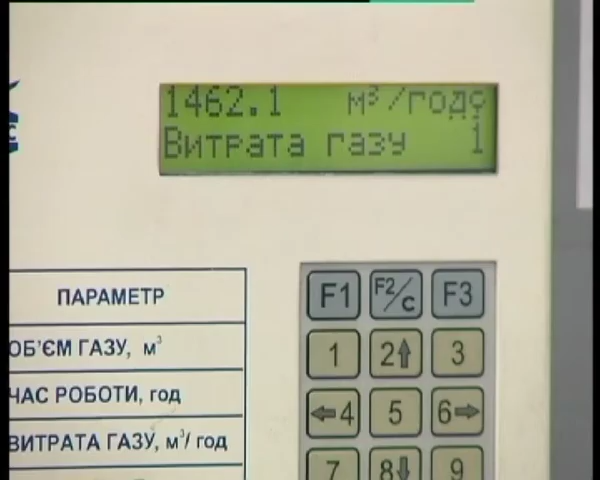 1462.1 м³/год
Витрата газу 1
ПАРАМЕТР
ОБ'ЄМ ГАЗУ, м³
ЧАС РОБОТИ, год
ВИТРАТА ГАЗУ, м³/ год
F1 F2/C F3
1 2↑ 3
←4 5 6→
7 8↓ 9